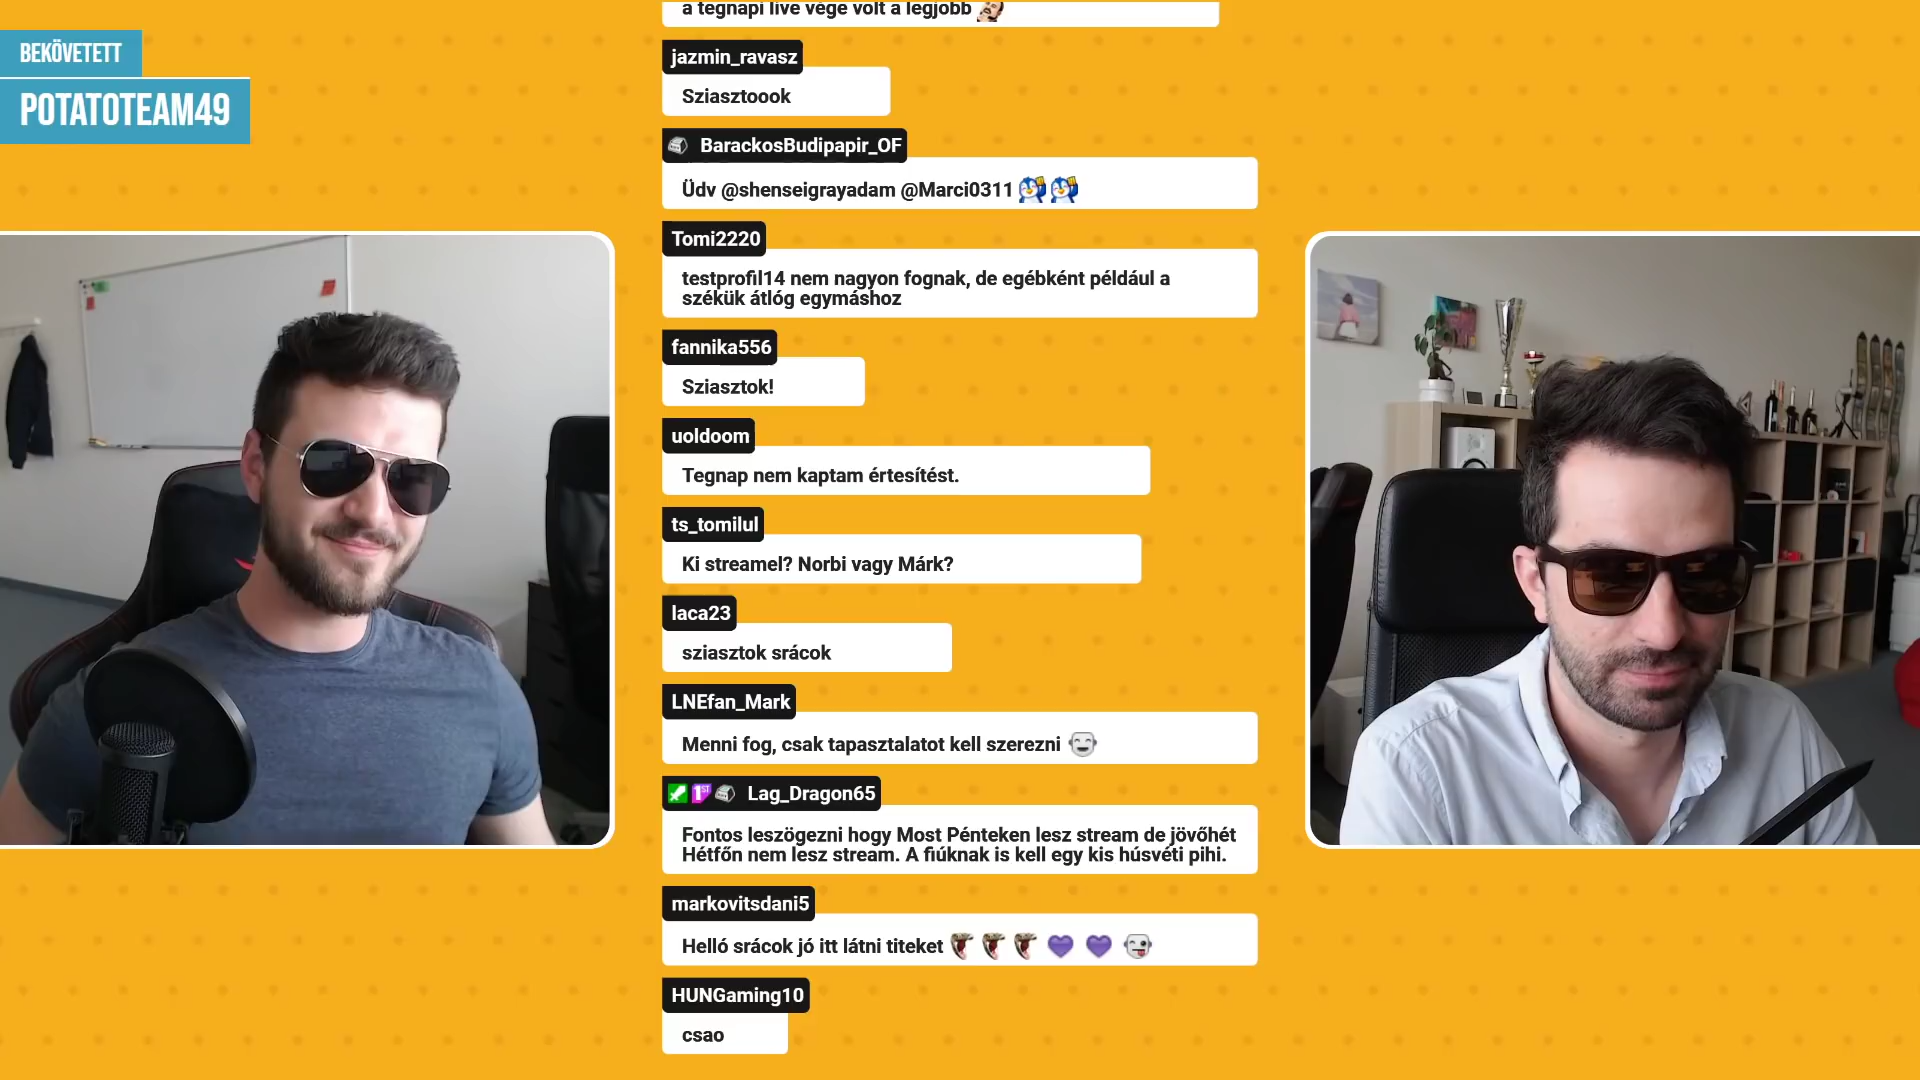 BEKÖVETETT
POTATOTEAM49
a tegnapi live vége volt a legjobb
jazmin_ravasz
Sziasztoook
BarackosBudipapir_OF
Üdv @shenseigrayadam @Marci0311
Tomi2220
testprofil14 nem nagyon fognak, de egébként például a
székük átlóg egymáshoz
fannika556
Sziasztok!
uoldoom
Tegnap nem kaptam értesítést.
ts_tomilul
Ki streamel? Norbi vagy Márk?
laca23
sziasztok srácok
LNEfan_Mark
Menni fog, csak tapasztalatot kell szerezni
1ST Lag_Dragon65
Fontos leszögezni hogy Most Pénteken lesz stream de jövőhét
Hétfőn nem lesz stream. A fiúknak is kell egy kis húsvéti pihi.
markovitsdani5
Helló srácok jó itt látni titeket
HUNGaming10
csao